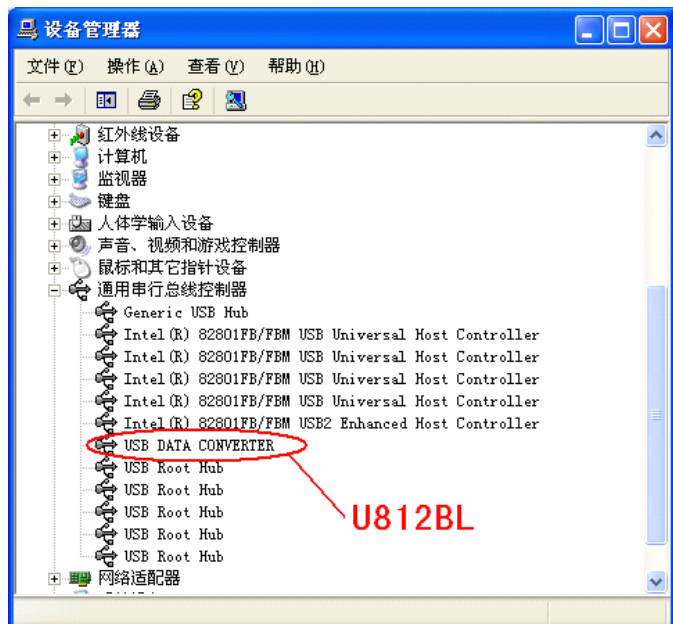 设备管理器
文件(F) 操作(A) 查看(V) 帮助(H)
红外线设备
计算机
监视器
键盘
人体学输入设备
声音、视频和游戏控制器
鼠标和其它指针设备
通用串行总线控制器
Generic USB Hub
Intel(R) 82801FB/FBM USB Universal Host Controller
Intel(R) 82801FB/FBM USB Universal Host Controller
Intel(R) 82801FB/FBM USB Universal Host Controller
Intel(R) 82801FB/FBM USB Universal Host Controller
Intel(R) 82801FB/FBM USB2 Enhanced Host Controller
USB DATA CONVERTER
USB Root Hub
USB Root Hub
USB Root Hub
U812BL
USB Root Hub
USB Root Hub
网络适配器